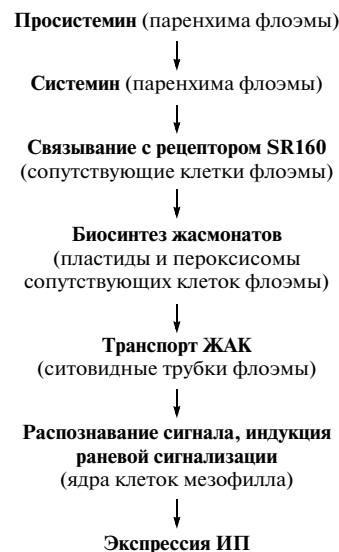 Просистемин (паренхима флоэмы)
Системин (паренхима флоэмы)
Связывание с рецептором SR160
(сопутствующие клетки флоэмы)
Биосинтез жасмонатов
(пластиды и пероксисомы
сопутствующих клеток флоэмы)
Транспорт ЖАК
(ситовидные трубки флоэмы)
Распознавание сигнала, индукция
раневой сигнализации
(ядра клеток мезофилла)
Экспрессия ИП